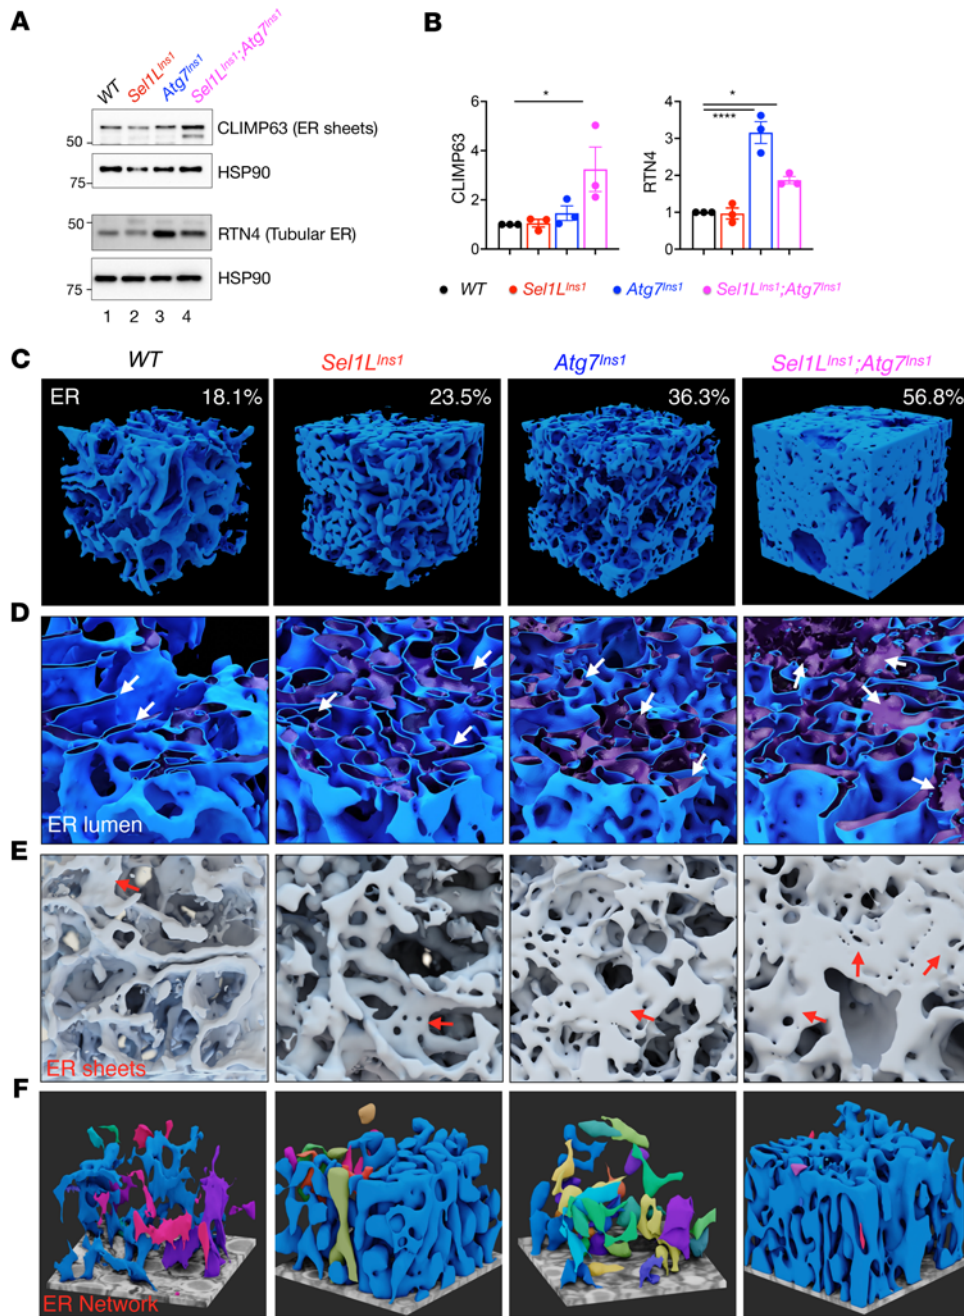 A
B
WT
Sel1L^Ins1
Atg7^Ins1
Sel1L^Ins1;Atg7^Ins1
50
CLIMP63 (ER sheets)
75
HSP90
50
RTN4 (Tubular ER)
75
HSP90
1 2 3 4
CLIMP63
6
4
2
0
*
RTN4
4
3
2
1
0
*
****
WT Sel1L^Ins1 Atg7^Ins1 Sel1L^Ins1;Atg7^Ins1
C
WT Sel1L^Ins1 Atg7^Ins1 Sel1L^Ins1;Atg7^Ins1
ER 18.1% 23.5% 36.3% 56.8%
D
ER lumen
E
ER sheets
F
ER Network